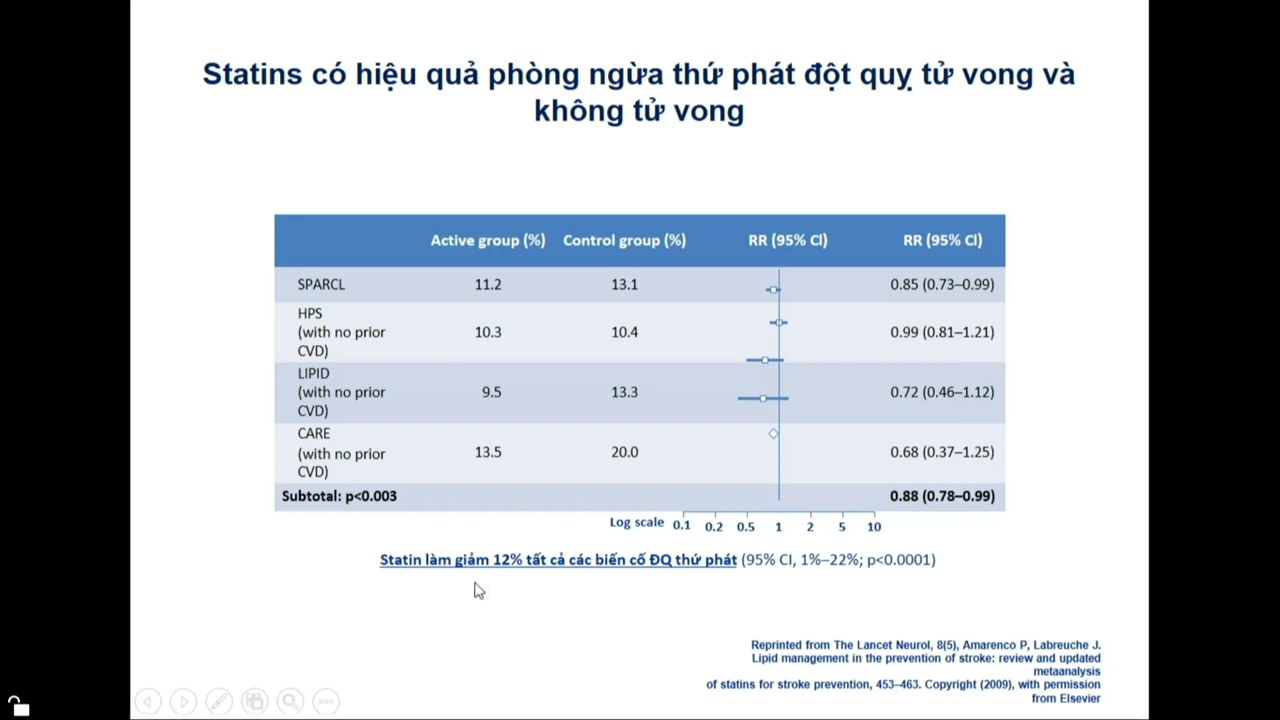 Statins có hiệu quả phòng ngừa thứ phát đột quỵ tử vong và
không tử vong
Active group (%) Control group (%) RR (95% CI) RR (95% CI)
SPARCL 11.2 13.1 0.85 (0.73–0.99)
HPS
(with no prior 10.3 10.4 0.99 (0.81–1.21)
CVD)
LIPID
(with no prior 9.5 13.3 0.72 (0.46–1.12)
CVD)
CARE
(with no prior 13.5 20.0 0.68 (0.37–1.25)
CVD)
Subtotal: p<0.003 0.88 (0.78–0.99)
Log scale 0.1 0.2 0.5 1 2 5 10
Statin làm giảm 12% tất cả các biến cố ĐQ thứ phát (95% CI, 1%–22%; p<0.0001)
Reprinted from The Lancet Neurol, 8(5), Amarenco P, Labreuche J.
Lipid management in the prevention of stroke: review and updated
metaanalysis
of statins for stroke prevention, 453–463. Copyright (2009), with permission
from Elsevier